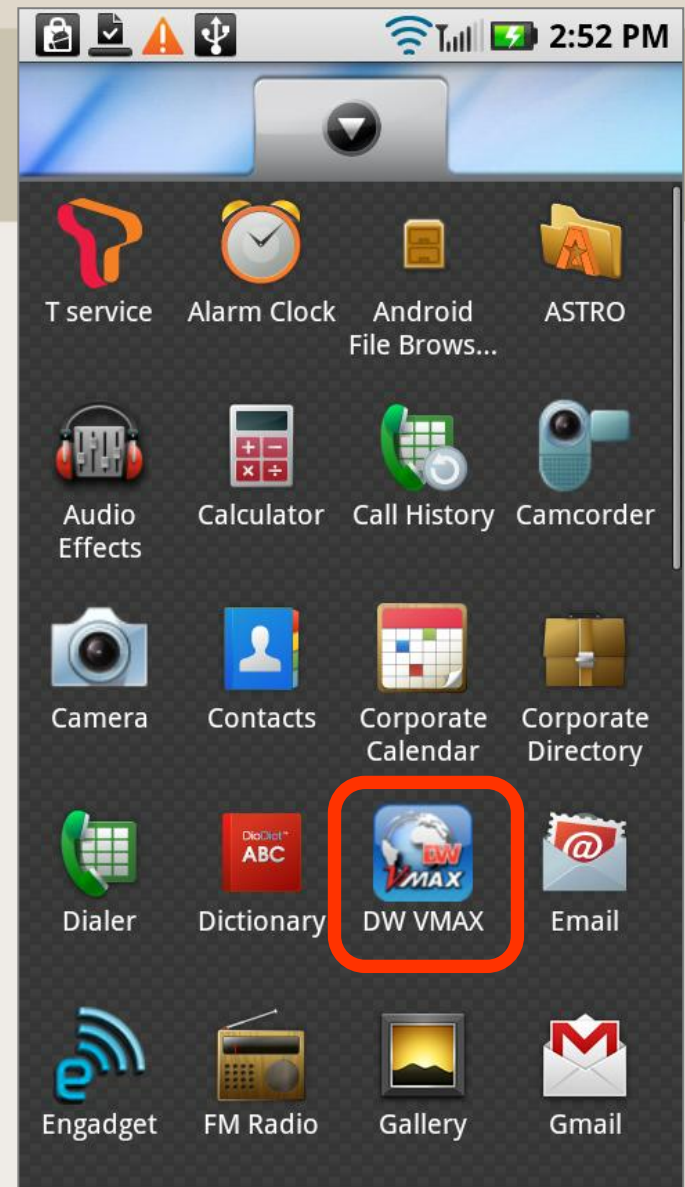 2:52 PM
T service
Alarm Clock
Android
File Brows...
ASTRO
Audio
Effects
Calculator
Call History
Camcorder
Camera
Contacts
Corporate
Calendar
Corporate
Directory
DioDict™
ABC
DW
VMAX
@
Dialer
Dictionary
DW VMAX
Email
Engadget
FM Radio
Gallery
Gmail